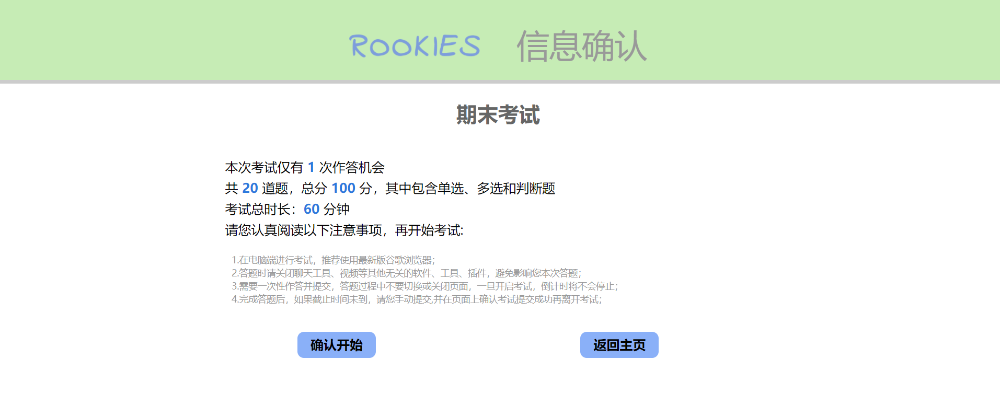 ROOKIES 信息确认
期末考试
本次考试仅有 1 次作答机会
共 20 道题，总分 100 分，其中包含单选、多选和判断题
考试总时长：60 分钟
请您认真阅读以下注意事项，再开始考试:
1.在电脑端进行考试，推荐使用最新版谷歌浏览器；
2.答题时请关闭聊天工具、视频等其他无关的软件、工具、插件，避免影响您本次答题；
3.需要一次性作答并提交，答题过程中不要切换或关闭页面，一旦开启考试，倒计时将不会停止；
4.完成答题后，如果截止时间未到，请您手动提交,并在页面上确认考试提交成功再离开考试；
确认开始 返回主页